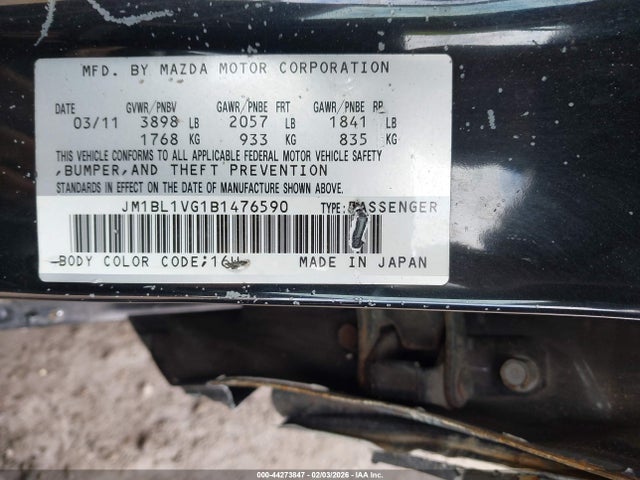 MFD. BY MAZDA MOTOR CORPORATION
DATE GVWR/PNBV GAWR/PNBE FRT GAWR/PNBE RR
03/11 3898 LB 2057 LB 1841 LB
1768 KG 933 KG 835 KG
THIS VEHICLE CONFORMS TO ALL APPLICABLE FEDERAL MOTOR VEHICLE SAFETY
,BUMPER,AND THEFT PREVENTION
STANDARDS IN EFFECT ON THE DATE OF MANUFACTURE SHOWN ABOVE.
JM1BL1VG1B1476590 TYPE:PASSENGER
BODY COLOR CODE;16W MADE IN JAPAN
000-44273847 - 02/03/2026 - IAA Inc.